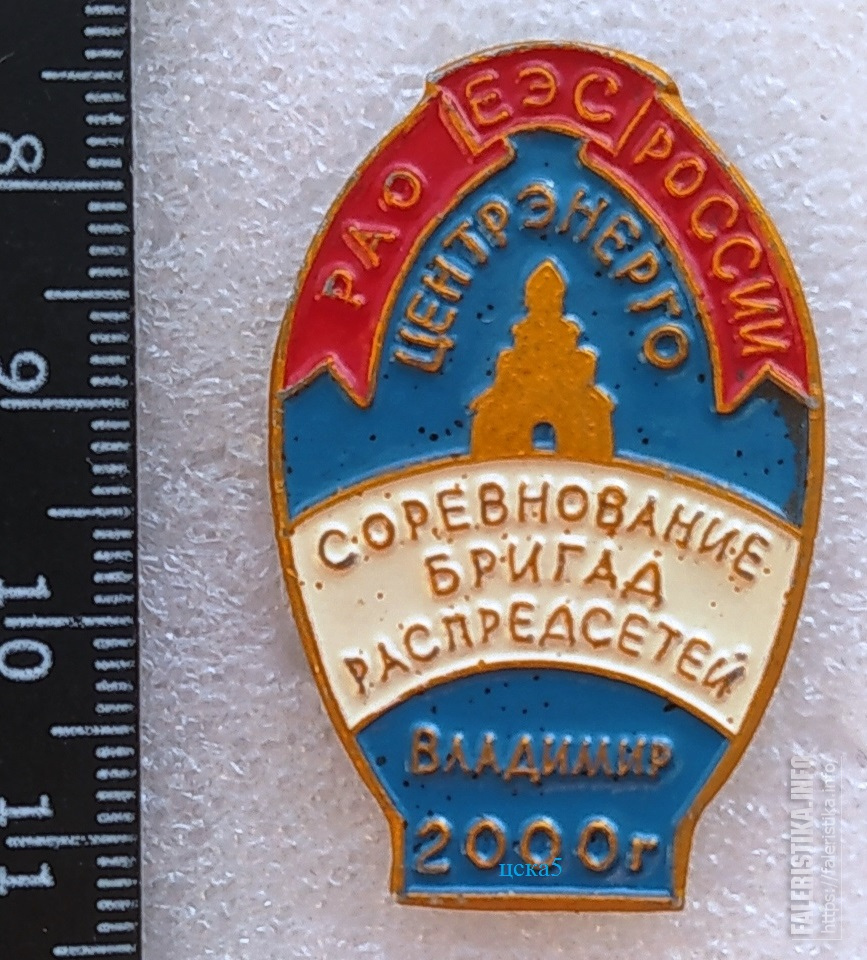 РАО ЕЭС РОССИИ
ЦЕНТРЭНЕРГО
СОРЕВНОВАНИЕ
БРИГАД
РАСПРЕДСЕТЕЙ
ВЛАДИМИР
2000г
цска5
8
9
10
11
FALERISTIKA.INFO
https://faleristika.info